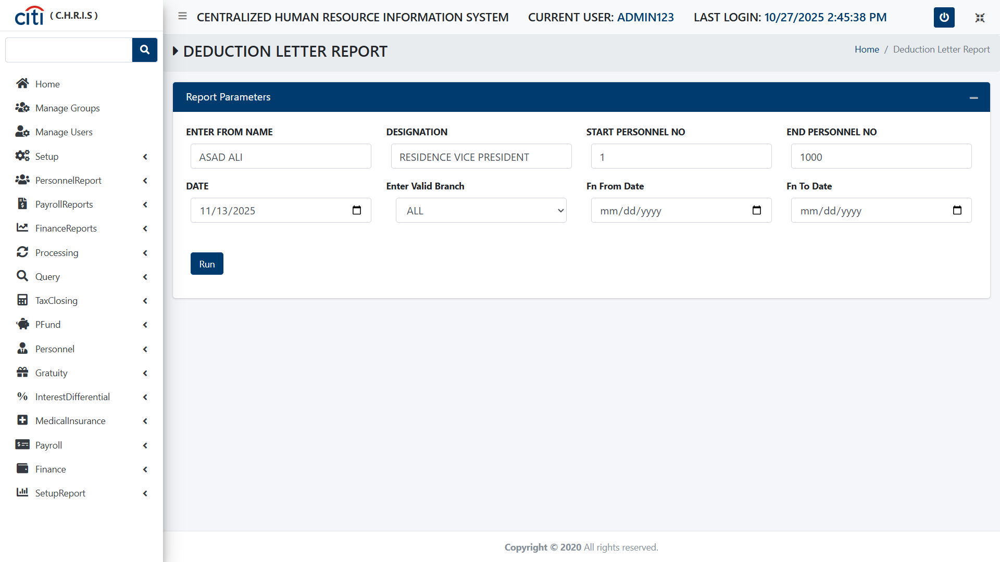 citi ( C.H.R.I.S )
CENTRALIZED HUMAN RESOURCE INFORMATION SYSTEM CURRENT USER: ADMIN123 LAST LOGIN: 10/27/2025 2:45:38 PM
DEDUCTION LETTER REPORT
Home / Deduction Letter Report
Home
Manage Groups
Manage Users
Setup
PersonnelReport
PayrollReports
FinanceReports
Processing
Query
TaxClosing
PFund
Personnel
Gratuity
% InterestDifferential
MedicalInsurance
Payroll
Finance
SetupReport
Report Parameters
ENTER FROM NAME DESIGNATION START PERSONNEL NO END PERSONNEL NO
ASAD ALI RESIDENCE VICE PRESIDENT 1 1000
DATE Enter Valid Branch Fn From Date Fn To Date
11/13/2025 ALL mm/dd/yyyy mm/dd/yyyy
Run
Copyright © 2020 All rights reserved.